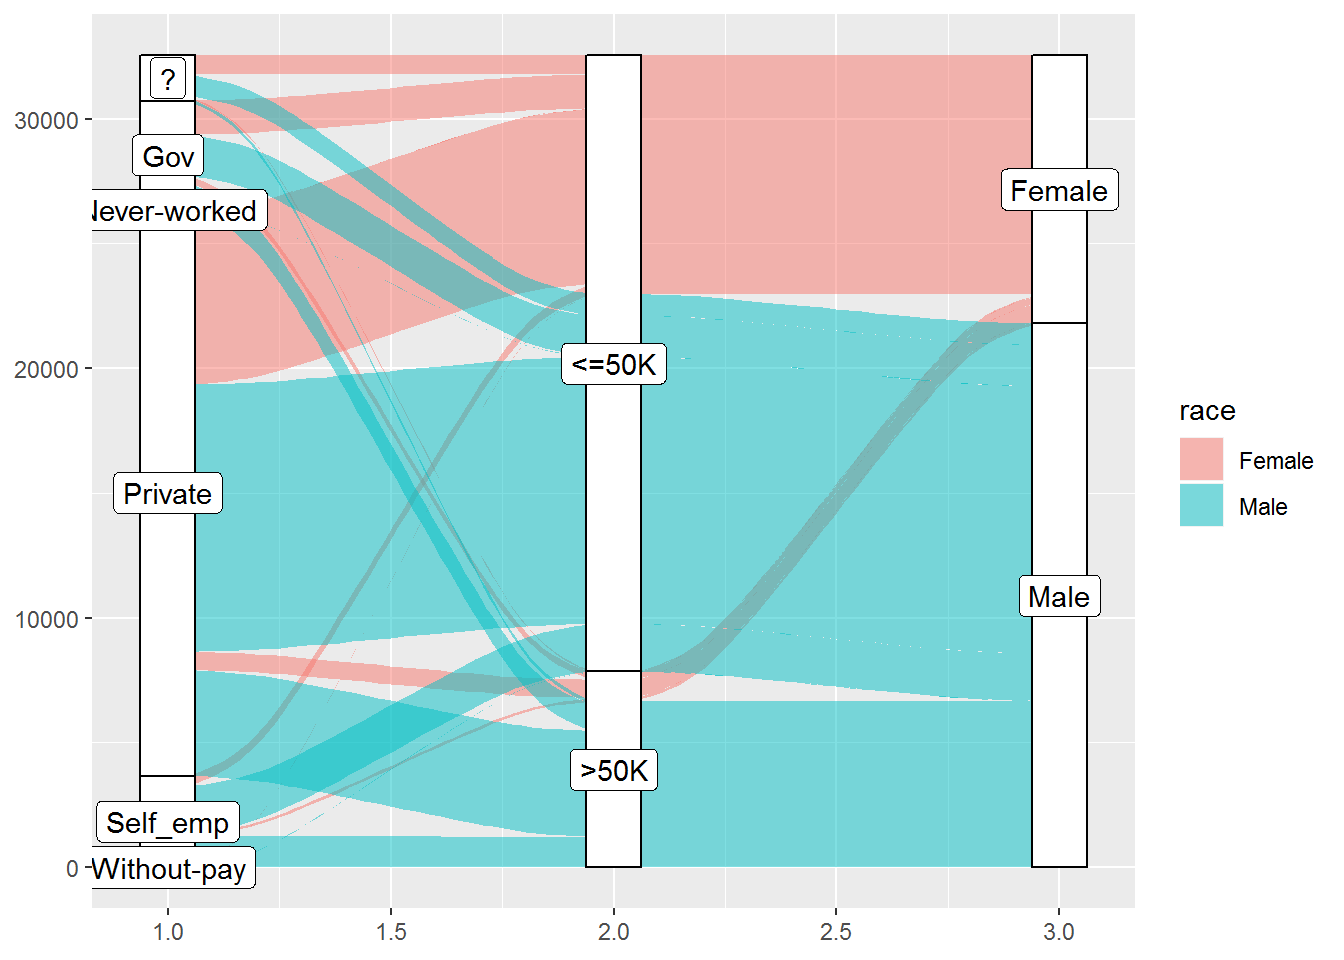 30000
20000
10000
0
?
Gov
Never-worked
Private
Self_emp
Without-pay
<=50K
>50K
Female
Male
1.0
1.5
2.0
2.5
3.0
race
Female
Male